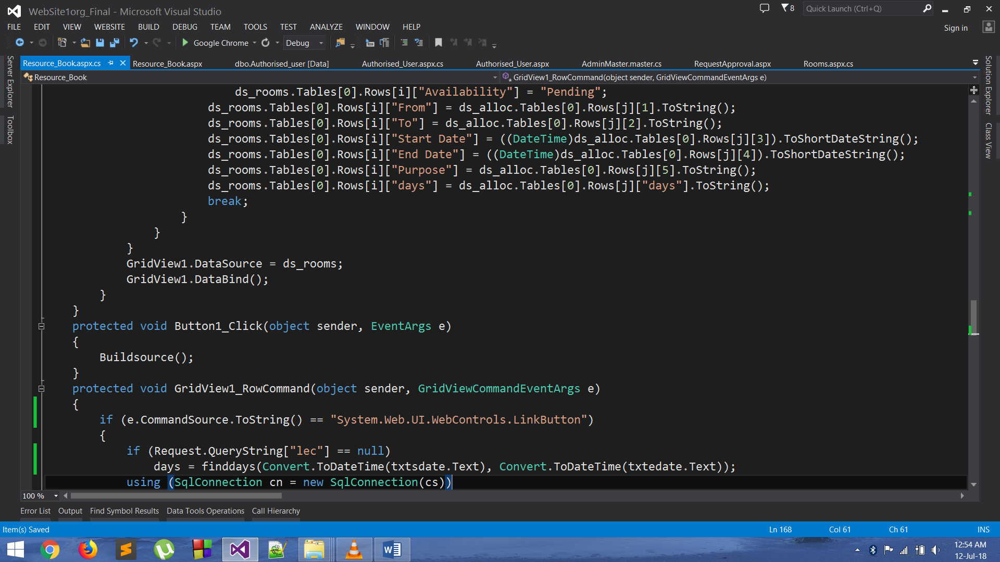 WebSite1org_Final - Microsoft Visual Studio
8
Quick Launch (Ctrl+Q)
FILE EDIT VIEW WEBSITE BUILD DEBUG TEAM TOOLS TEST ANALYZE WINDOW HELP
Sign in
Google Chrome Debug
Server Explorer
Toolbox
Solution Explorer
Class View
Resource_Book.aspx.cs Resource_Book.aspx dbo.Authorised_user [Data] Authorised_User.aspx.cs Authorised_User.aspx AdminMaster.master.cs RequestApproval.aspx Rooms.aspx.cs
Resource_Book GridView1_RowCommand(object sender, GridViewCommandEventArgs e)
ds_rooms.Tables[0].Rows[i]["Availability"] = "Pending";
ds_rooms.Tables[0].Rows[i]["From"] = ds_alloc.Tables[0].Rows[j][1].ToString();
ds_rooms.Tables[0].Rows[i]["To"] = ds_alloc.Tables[0].Rows[j][2].ToString();
ds_rooms.Tables[0].Rows[i]["Start Date"] = ((DateTime)ds_alloc.Tables[0].Rows[j][3]).ToShortDateString();
ds_rooms.Tables[0].Rows[i]["End Date"] = ((DateTime)ds_alloc.Tables[0].Rows[j][4]).ToShortDateString();
ds_rooms.Tables[0].Rows[i]["Purpose"] = ds_alloc.Tables[0].Rows[j][5].ToString();
ds_rooms.Tables[0].Rows[i]["days"] = ds_alloc.Tables[0].Rows[j]["days"].ToString();
break;
}
}
}
GridView1.DataSource = ds_rooms;
GridView1.DataBind();
}
}
protected void Button1_Click(object sender, EventArgs e)
{
Buildsource();
}
protected void GridView1_RowCommand(object sender, GridViewCommandEventArgs e)
{
if (e.CommandSource.ToString() == "System.Web.UI.WebControls.LinkButton")
{
if (Request.QueryString["lec"] == null)
days = finddays(Convert.ToDateTime(txtsdate.Text), Convert.ToDateTime(txtedate.Text));
using (SqlConnection cn = new SqlConnection(cs))
100 %
Error List Output Find Symbol Results Data Tools Operations Call Hierarchy
Item(s) Saved Ln 168 Col 61 Ch 61 INS
12:54 AM
12-Jul-18